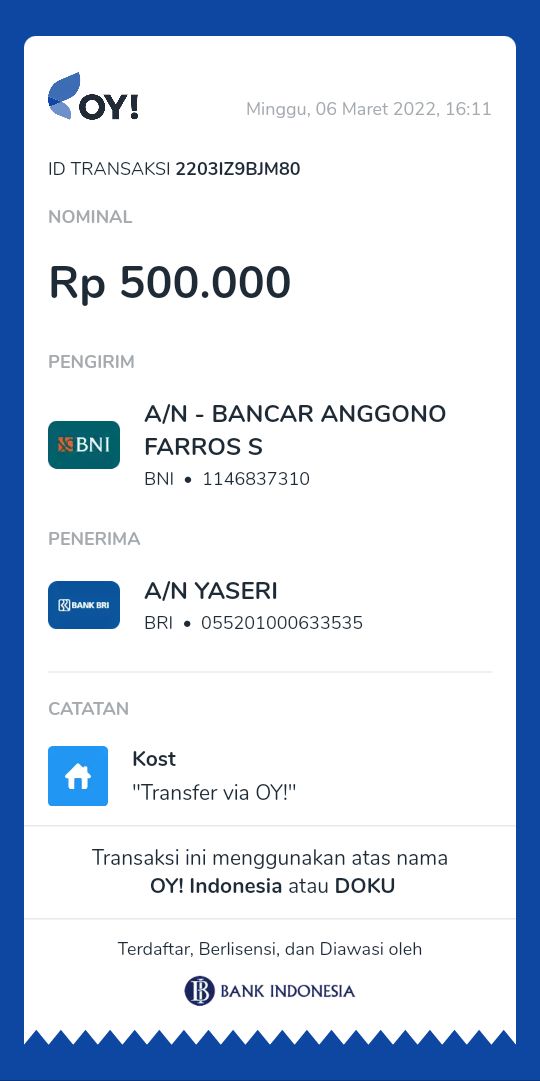 OY!
Minggu, 06 Maret 2022, 16:11
ID TRANSAKSI 2203IZ9BJM80
NOMINAL
Rp 500.000
PENGIRIM
A/N - BANCAR ANGGONO
FARROS S
BNI
BNI • 1146837310
PENERIMA
A/N YASERI
BANK BRI
BRI • 055201000633535
CATATAN
Kost
"Transfer via OY!"
Transaksi ini menggunakan atas nama
OY! Indonesia atau DOKU
Terdaftar, Berlisensi, dan Diawasi oleh
BANK INDONESIA